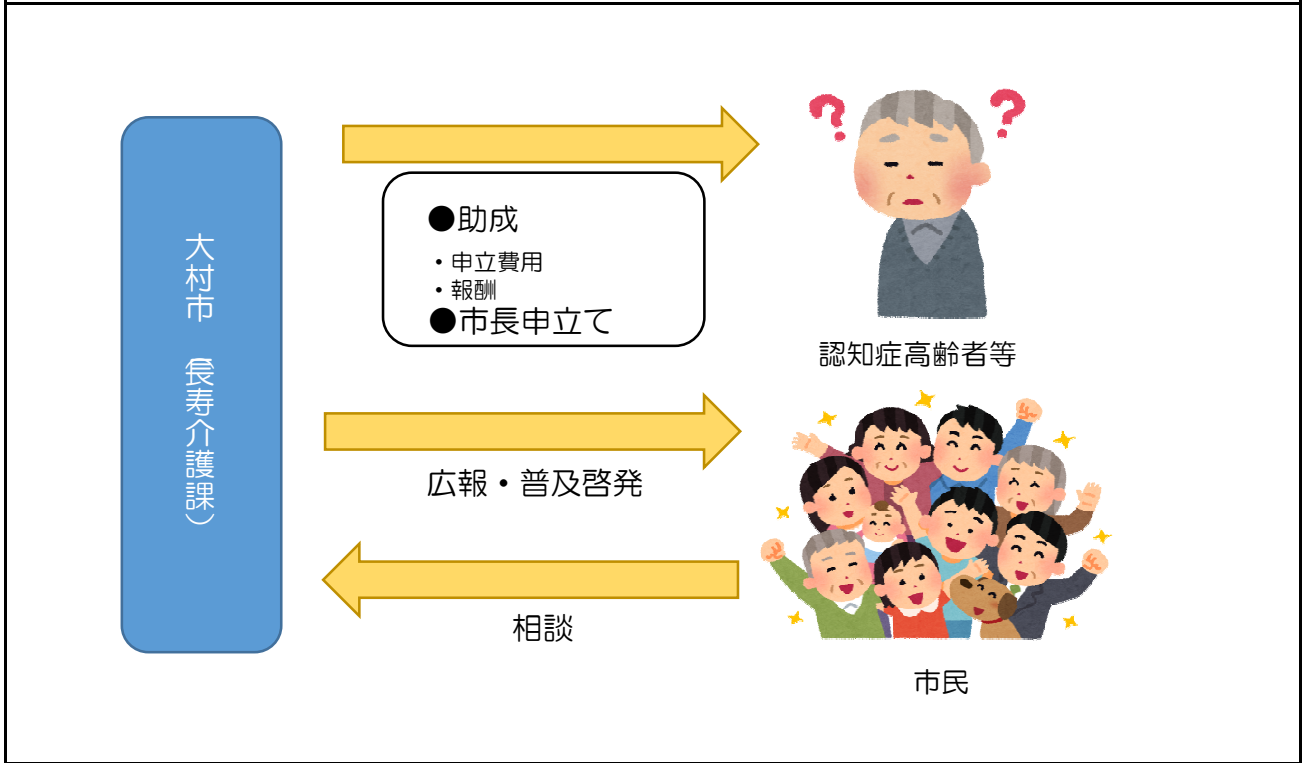 大村市 （長寿介護課）
?
?
●助成
・申立費用
・報酬
●市長申立て
認知症高齢者等
広報・普及啓発
相談
市民